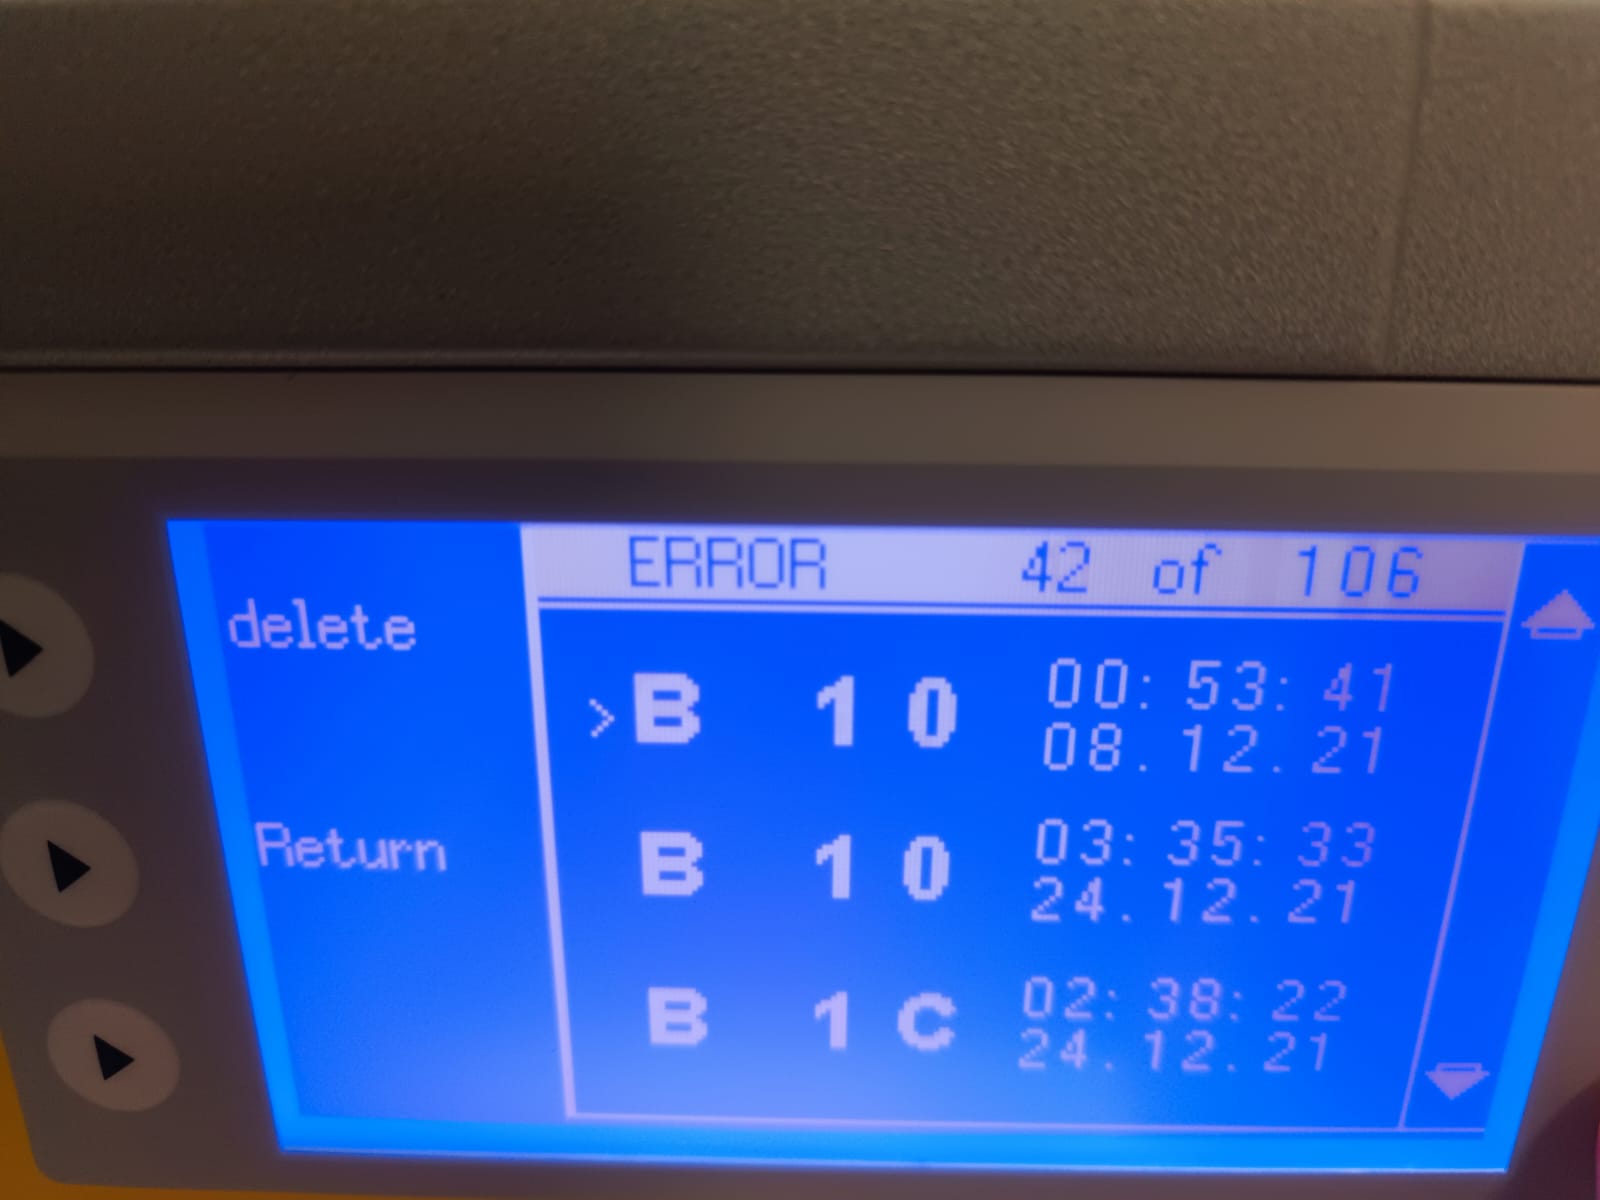 ERROR 42 of 106
delete
>B 10 00:53:41
08.12.21
Return
B 10 03:35:33
24.12.21
B 1C 02:38:22
24.12.21